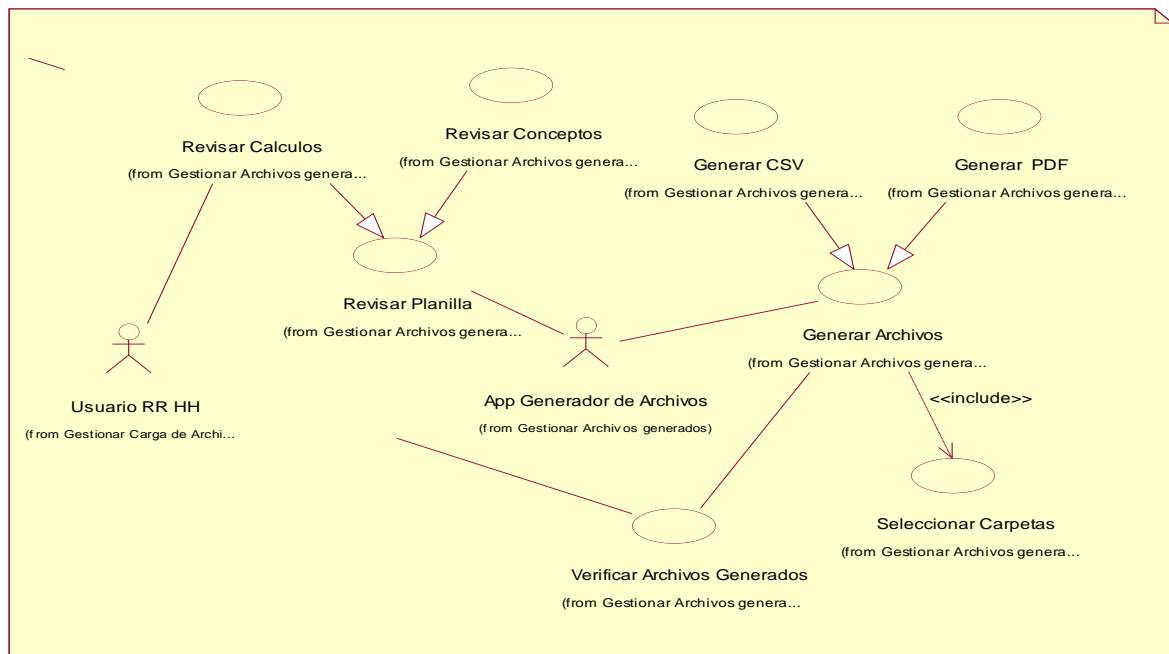 Revisar Calculos
(from Gestionar Archivos genera...
Revisar Conceptos
(from Gestionar Archivos genera...
Generar CSV
(from Gestionar Archivos genera...
Generar PDF
(from Gestionar Archivos genera...
Revisar Planilla
(from Gestionar Archivos genera...
Generar Archivos
(from Gestionar Archivos genera...
Usuario RR HH
(from Gestionar Carga de Archi...
App Generador de Archivos
(from Gestionar Archivos generados)
<<include>>
Seleccionar Carpetas
(from Gestionar Archivos genera...
Verificar Archivos Generados
(from Gestionar Archivos genera...